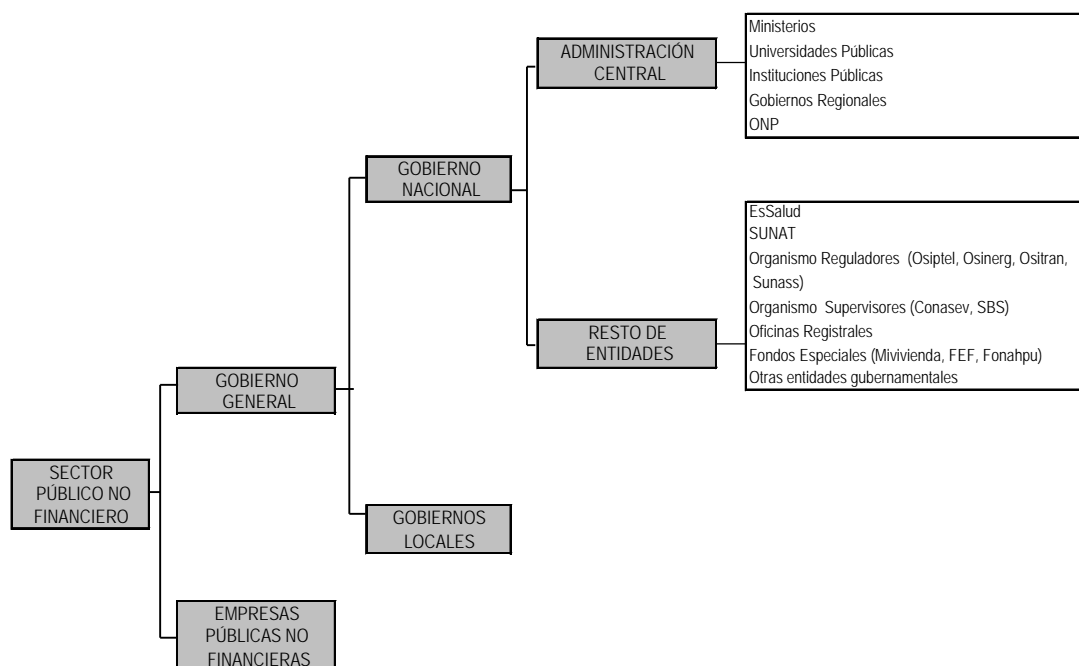 ADMINISTRACIÓN
CENTRAL
Ministerios
Universidades Públicas
Instituciones Públicas
Gobiernos Regionales
ONP
GOBIERNO
NACIONAL
EsSalud
SUNAT
Organismo Reguladores (Osiptel, Osinerg, Ositran,
Sunass)
Organismo Supervisores (Conasev, SBS)
Oficinas Registrales
Fondos Especiales (Mivivienda, FEF, Fonahpu)
Otras entidades gubernamentales
RESTO DE
ENTIDADES
GOBIERNO
GENERAL
SECTOR
PÚBLICO NO
FINANCIERO
GOBIERNOS
LOCALES
EMPRESAS
PÚBLICAS NO
FINANCIERAS